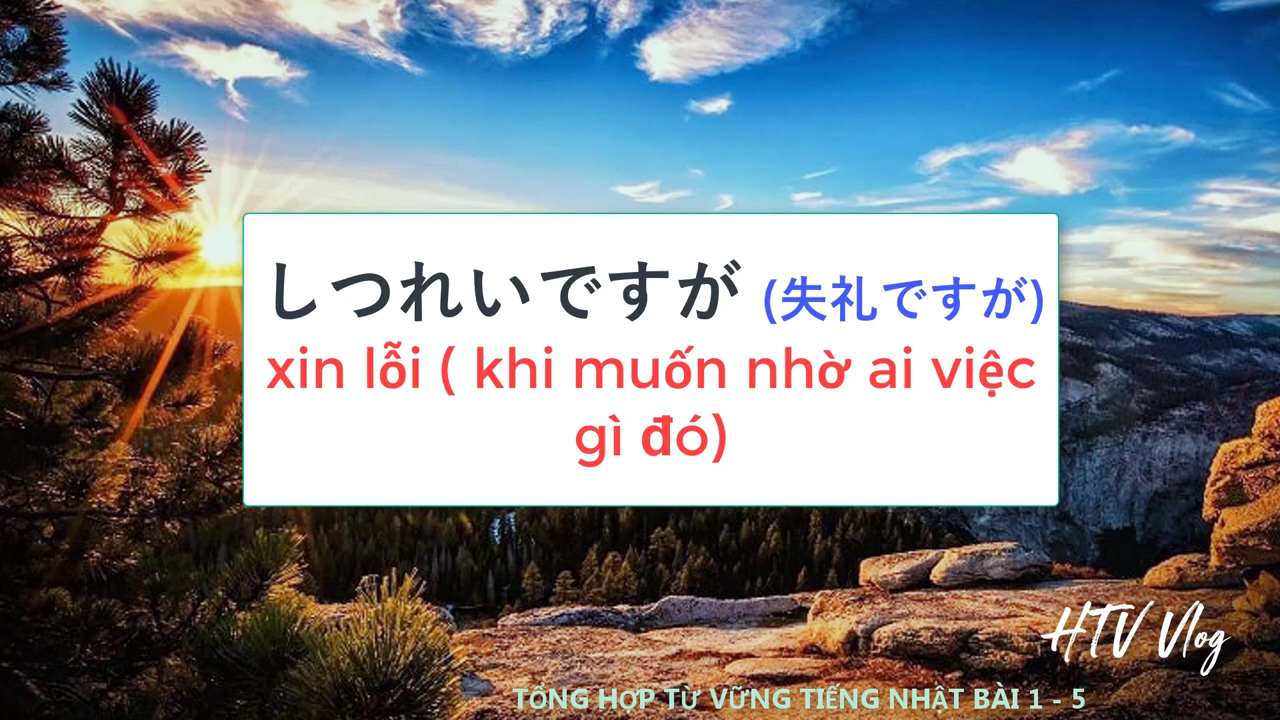 しつれいですが (失礼ですが)
xin lỗi ( khi muốn nhờ ai việc
gì đó)
HTV Vlog
TỔNG HỢP TỪ VỮNG TIẾNG NHẬT BÀI 1 - 5